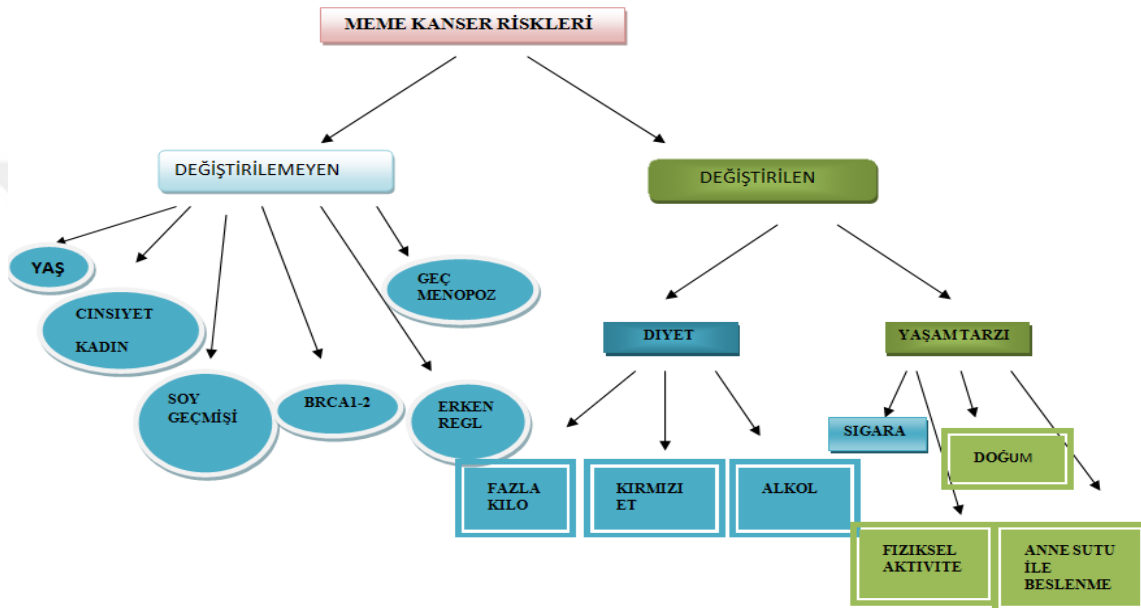 MEME KANSER RİSKLERİ
DEĞİŞTİRİLEMEYEN
DEĞİŞTİRİLEN
YAŞ
CINSIYET
KADIN
SOY
GEÇMİŞİ
BRCA1-2
ERKEN
REGL
GEÇ
MENOPOZ
DIYET
YAŞAM TARZI
FAZLA
KILO
KIRMIZI
ET
ALKOL
SIGARA
DOĞUM
FIZIKSEL
AKTIVITE
ANNE SUTU
İLE
BESLENME